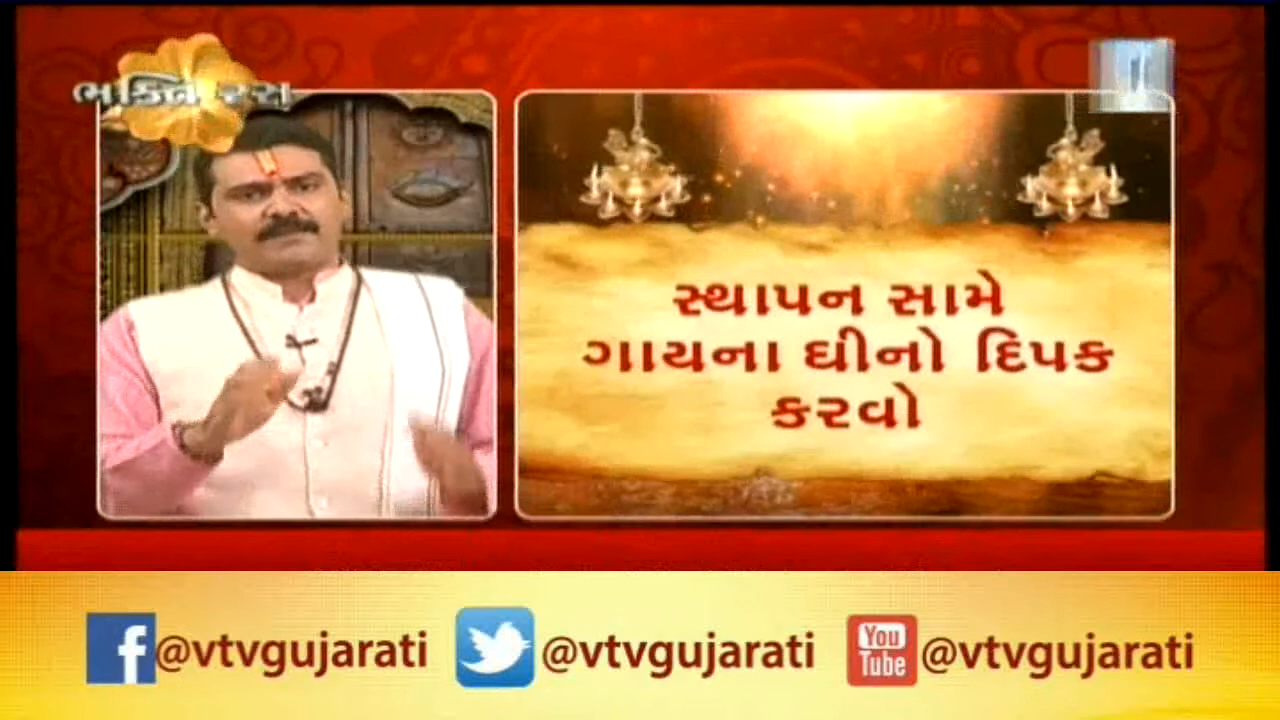 ભક્તિ રસ
સ્થાપન સામે
ગાયના ઘીનો દિપક
કરવો
@vtvgujarati @vtvgujarati You Tube @vtvgujarati